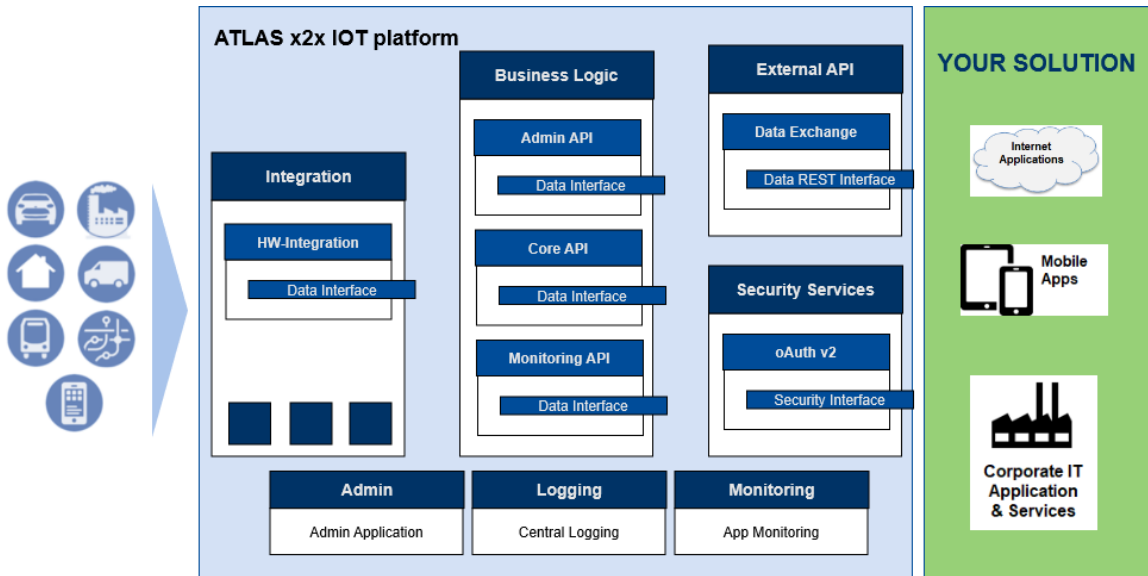 ATLAS x2x IOT platform
Integration
HW-Integration
Data Interface
Business Logic
Admin API
Data Interface
Core API
Data Interface
Monitoring API
Data Interface
External API
Data Exchange
Data REST Interface
Security Services
oAuth v2
Security Interface
Admin
Admin Application
Logging
Central Logging
Monitoring
App Monitoring
YOUR SOLUTION
Internet
Applications
Mobile
Apps
Corporate IT
Application
& Services